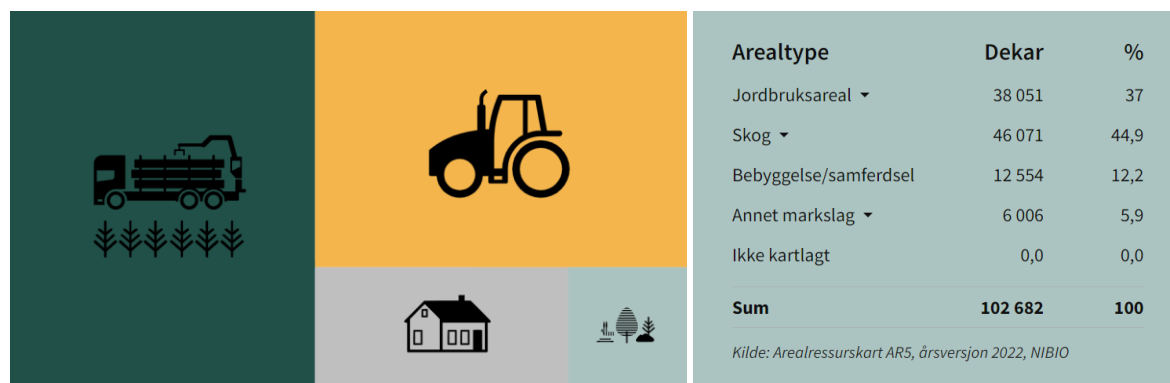 Arealtype Dekar %
Jordbruksareal 38 051 37
Skog 46 071 44,9
Bebyggelse/samferdsel 12 554 12,2
Annet markslag 6 006 5,9
Ikke kartlagt 0,0 0,0
Sum 102 682 100
Kilde: Arealressurskart AR5, årsversjon 2022, NIBIO